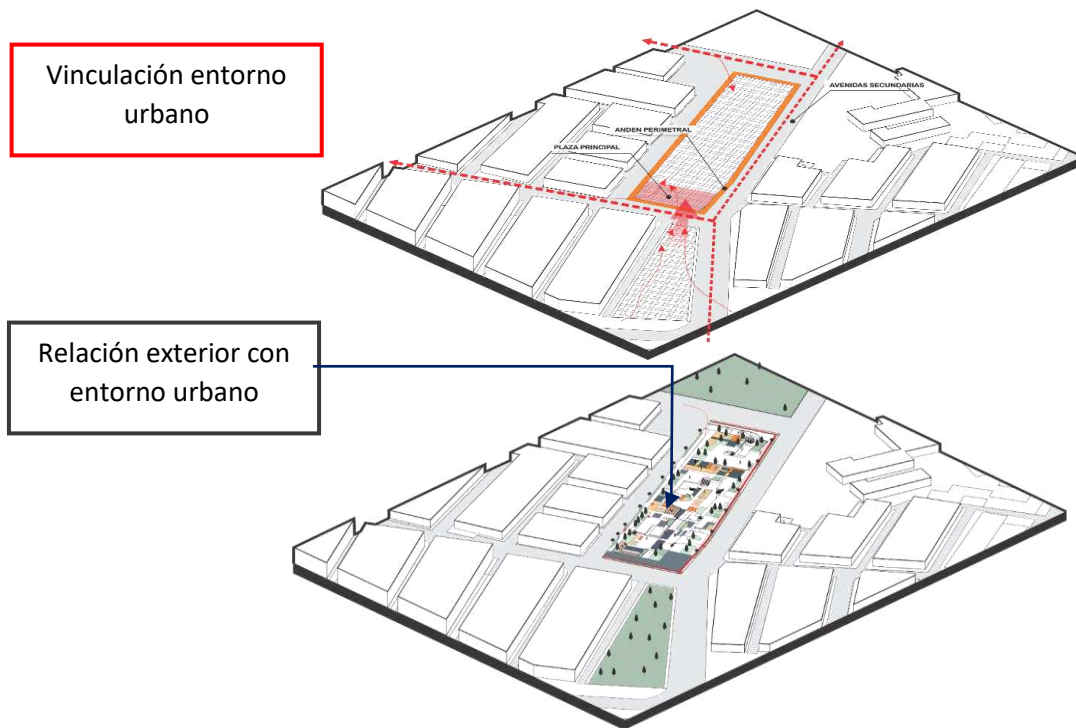 Vinculación entorno
urbano
AVENIDAS SECUNDARIAS
ANDEN PERIMETRAL
PLAZA PRINCIPAL
Relación exterior con
entorno urbano